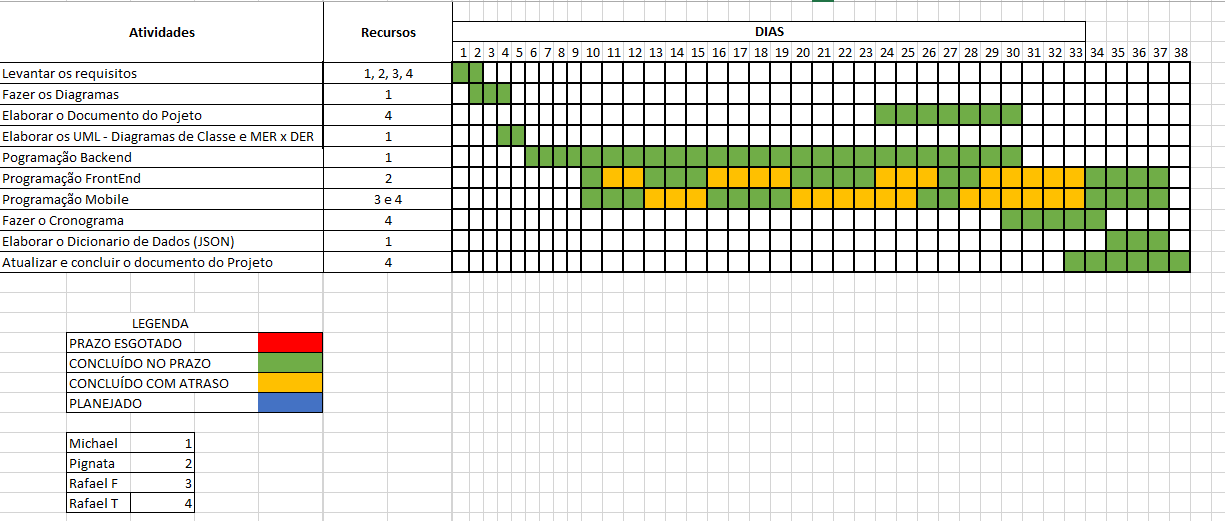 Atividades Recursos DIAS
1 2 3 4 5 6 7 8 9 10 11 12 13 14 15 16 17 18 19 20 21 22 23 24 25 26 27 28 29 30 31 32 33 34 35 36 37 38
Levantar os requisitos 1, 2, 3, 4
Fazer os Diagramas 1
Elaborar o Documento do Pojeto 4
Elaborar os UML - Diagramas de Classe e MER x DER 1
Pogramação Backend 1
Programação FrontEnd 2
Programação Mobile 3 e 4
Fazer o Cronograma 4
Elaborar o Dicionario de Dados (JSON) 1
Atualizar e concluir o documento do Projeto 4
LEGENDA
PRAZO ESGOTADO
CONCLUÍDO NO PRAZO
CONCLUÍDO COM ATRASO
PLANEJADO
Michael 1
Pignata 2
Rafael F 3
Rafael T 4